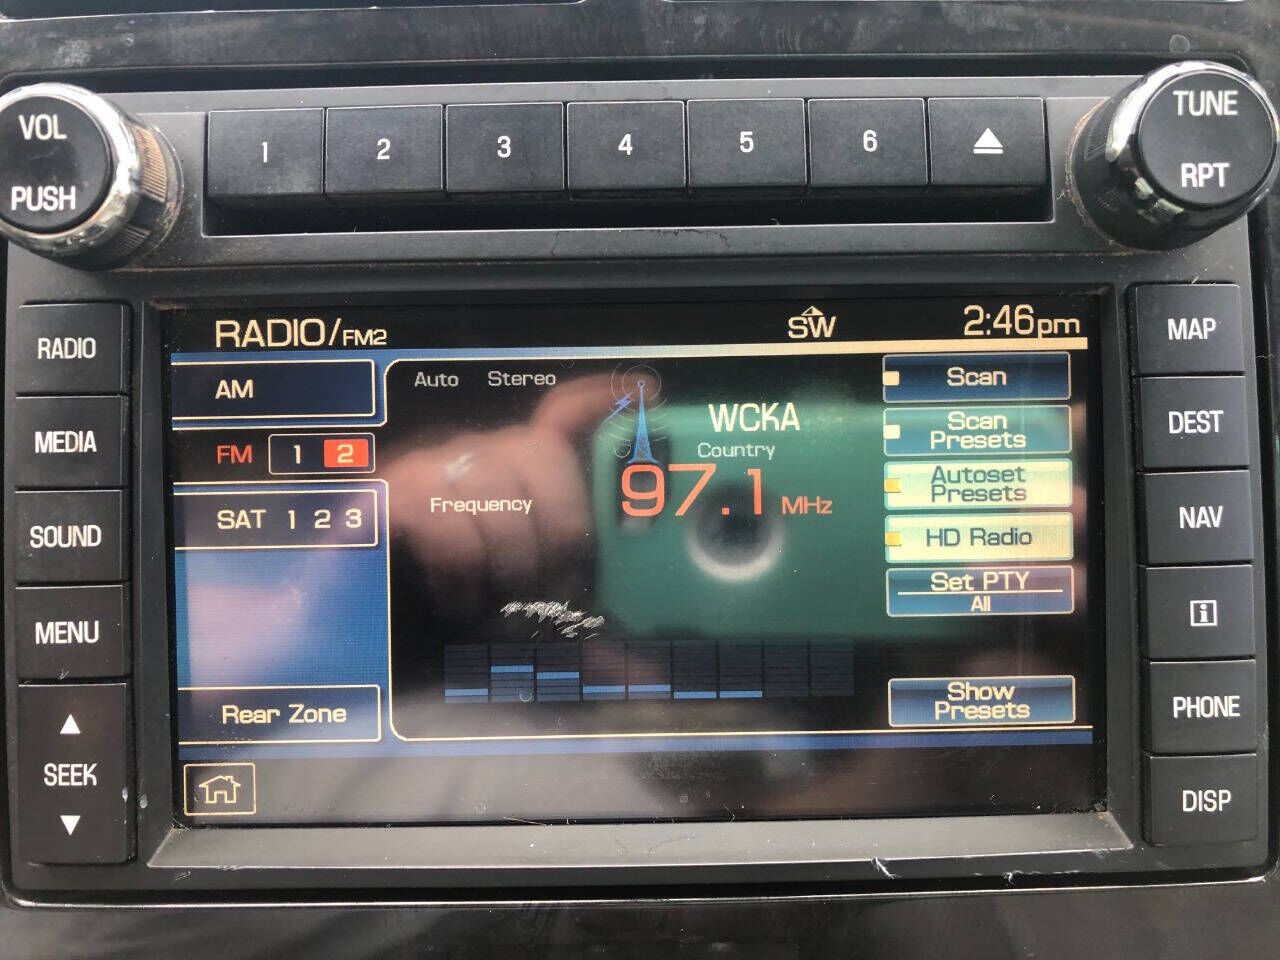 VOL
PUSH
1 2 3 4 5 6
TUNE
RPT
RADIO
MEDIA
SOUND
MENU
SEEK
RADIO/FM2
SW
2:46pm
AM
FM 1 2
SAT 1 2 3
Rear Zone
Auto Stereo
WCKA
Country
Frequency 97.1 MHz
Scan
Scan
Presets
Autoset
Presets
HD Radio
Set PTY
All
Show
Presets
MAP
DEST
NAV
i
PHONE
DISP